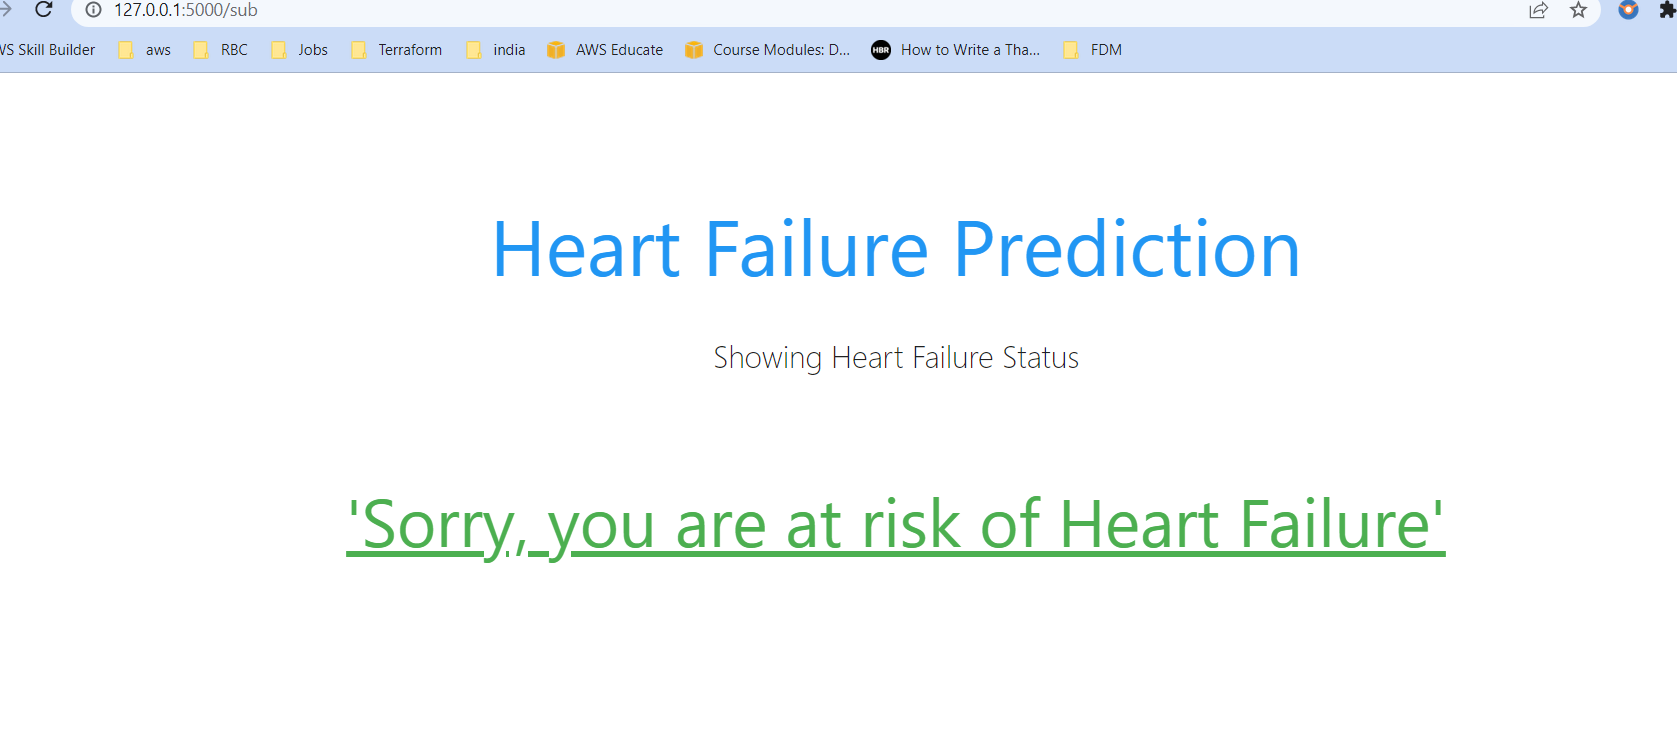 127.0.0.1:5000/sub
WS Skill Builder aws RBC Jobs Terraform india AWS Educate Course Modules: D... HBR How to Write a Tha... FDM
Heart Failure Prediction
Showing Heart Failure Status
'Sorry, you are at risk of Heart Failure'